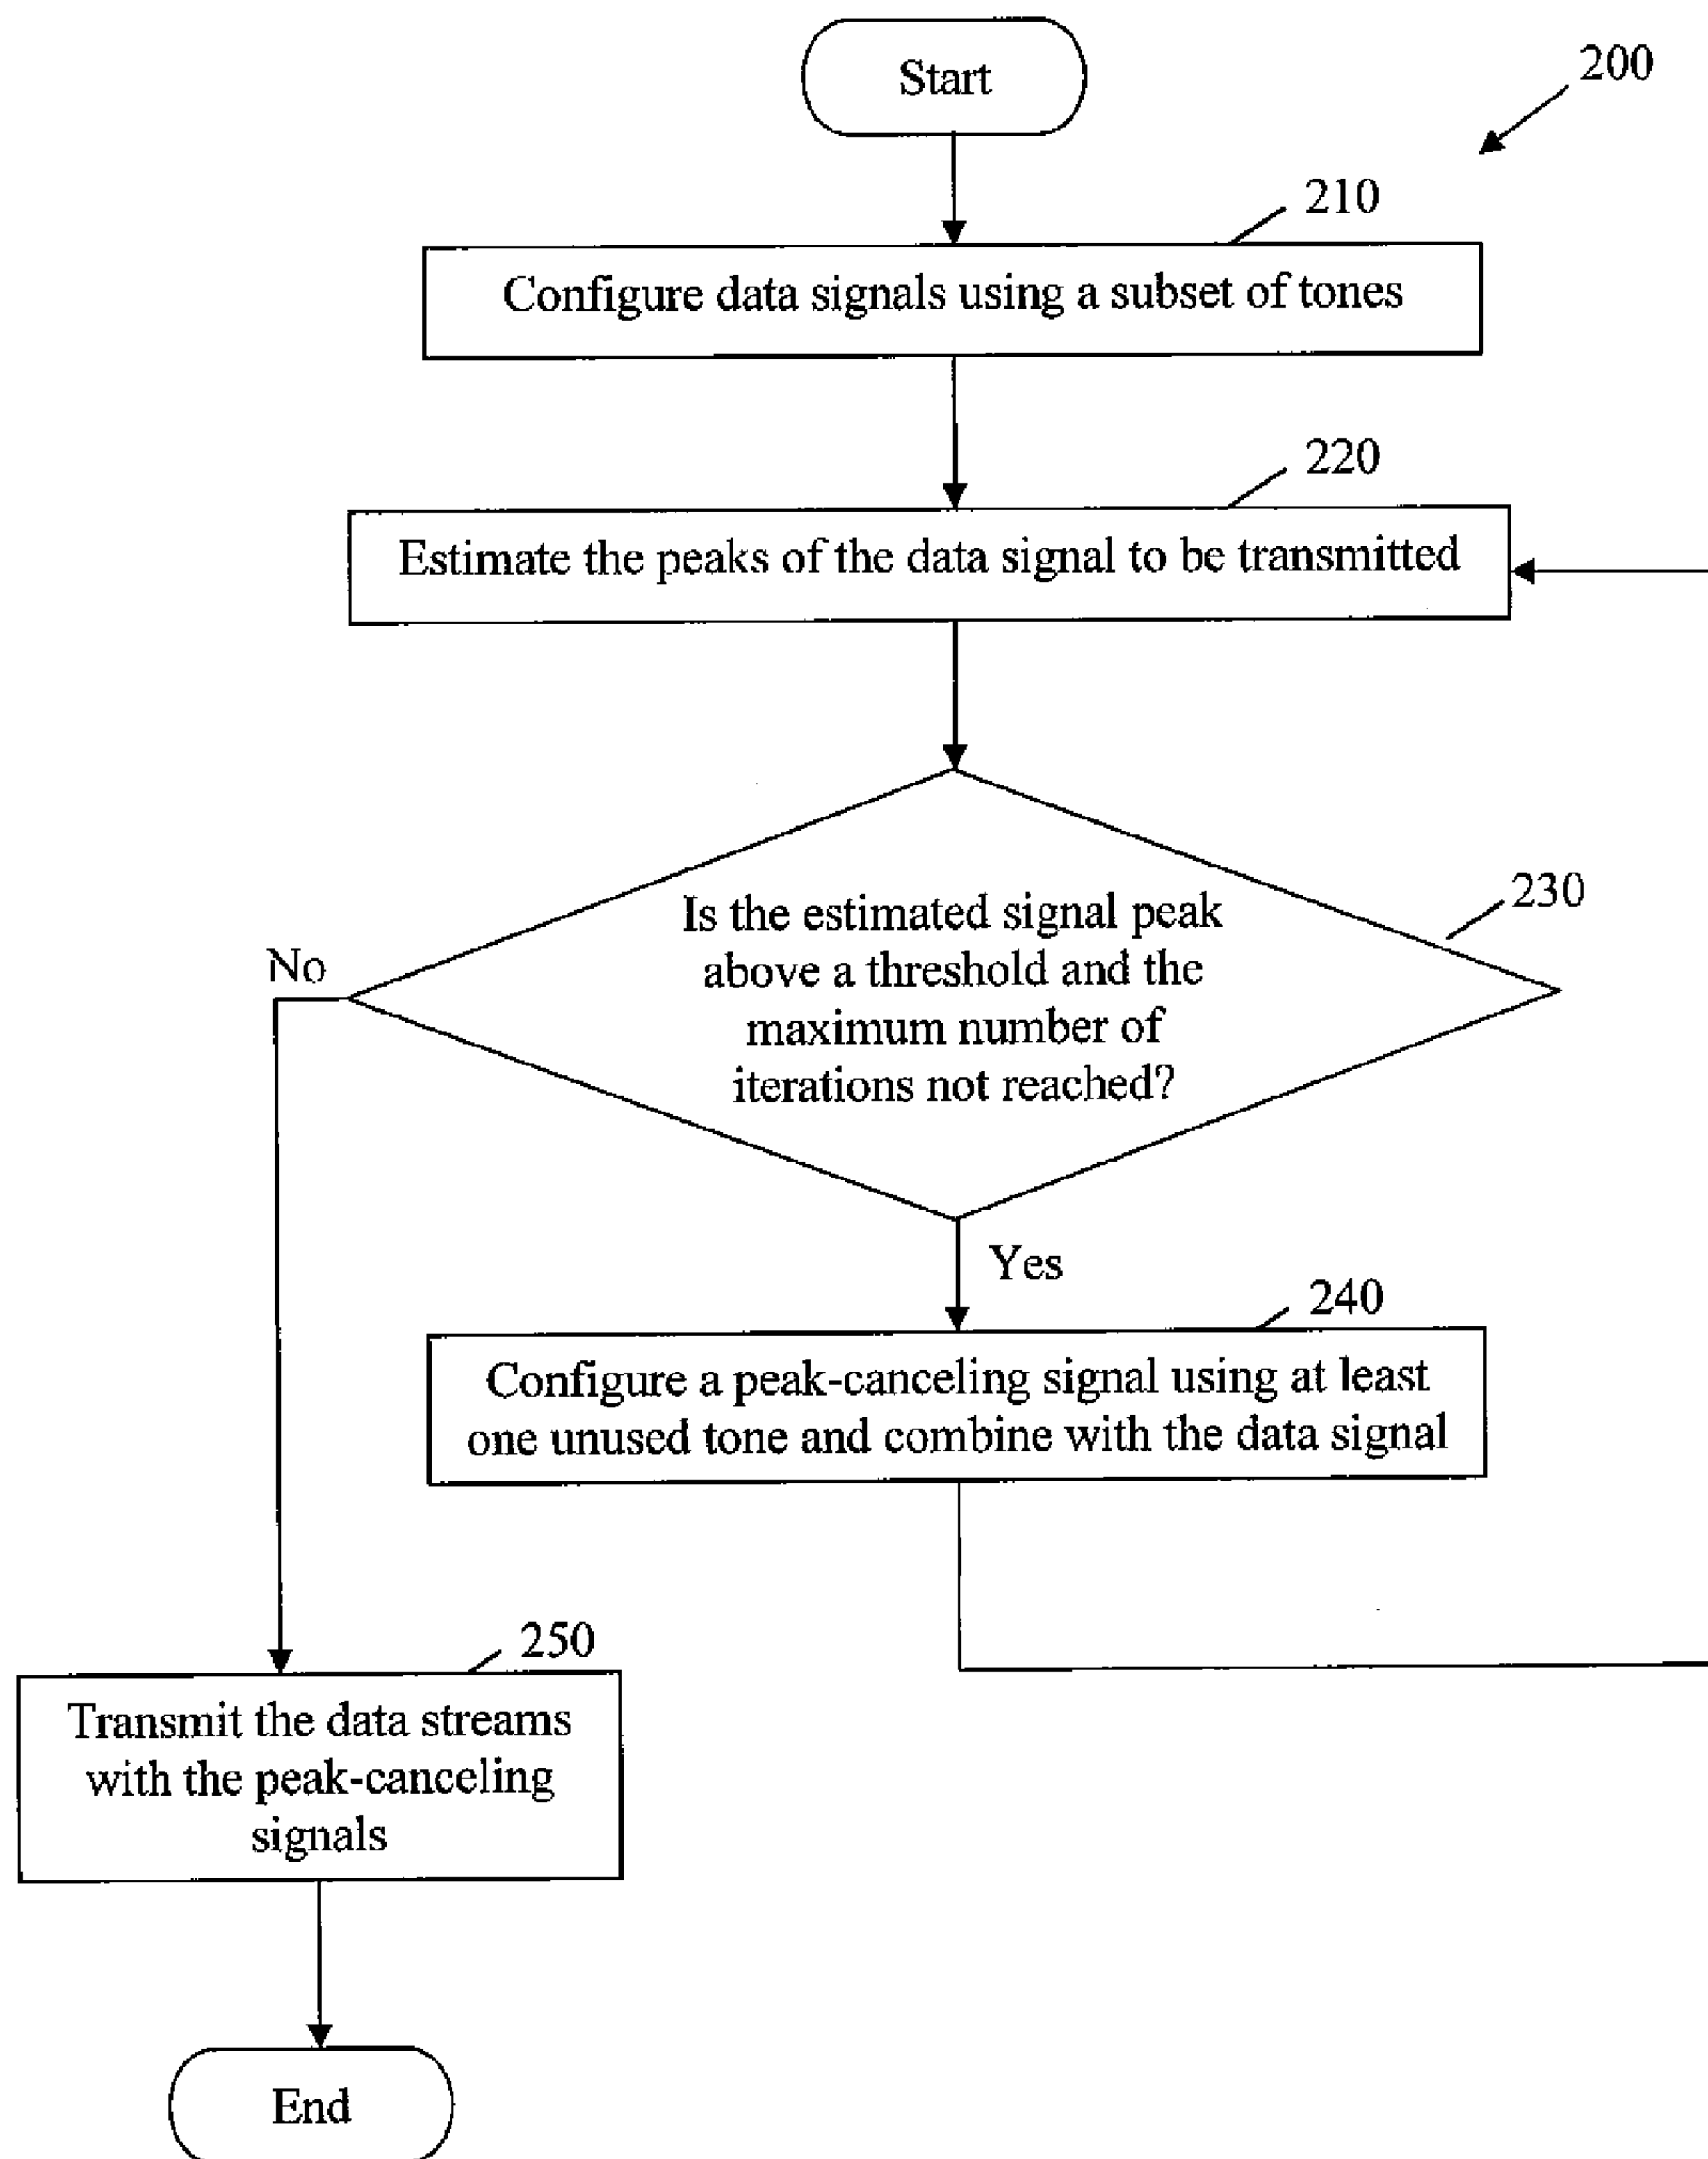 Start
200
210
Configure data signals using a subset of tones
220
Estimate the peaks of the data signal to be transmitted
230
Is the estimated signal peak
above a threshold and the
maximum number of
iterations not reached?
No
Yes
240
Configure a peak-canceling signal using at least
one unused tone and combine with the data signal
250
Transmit the data streams
with the peak-canceling
signals
End